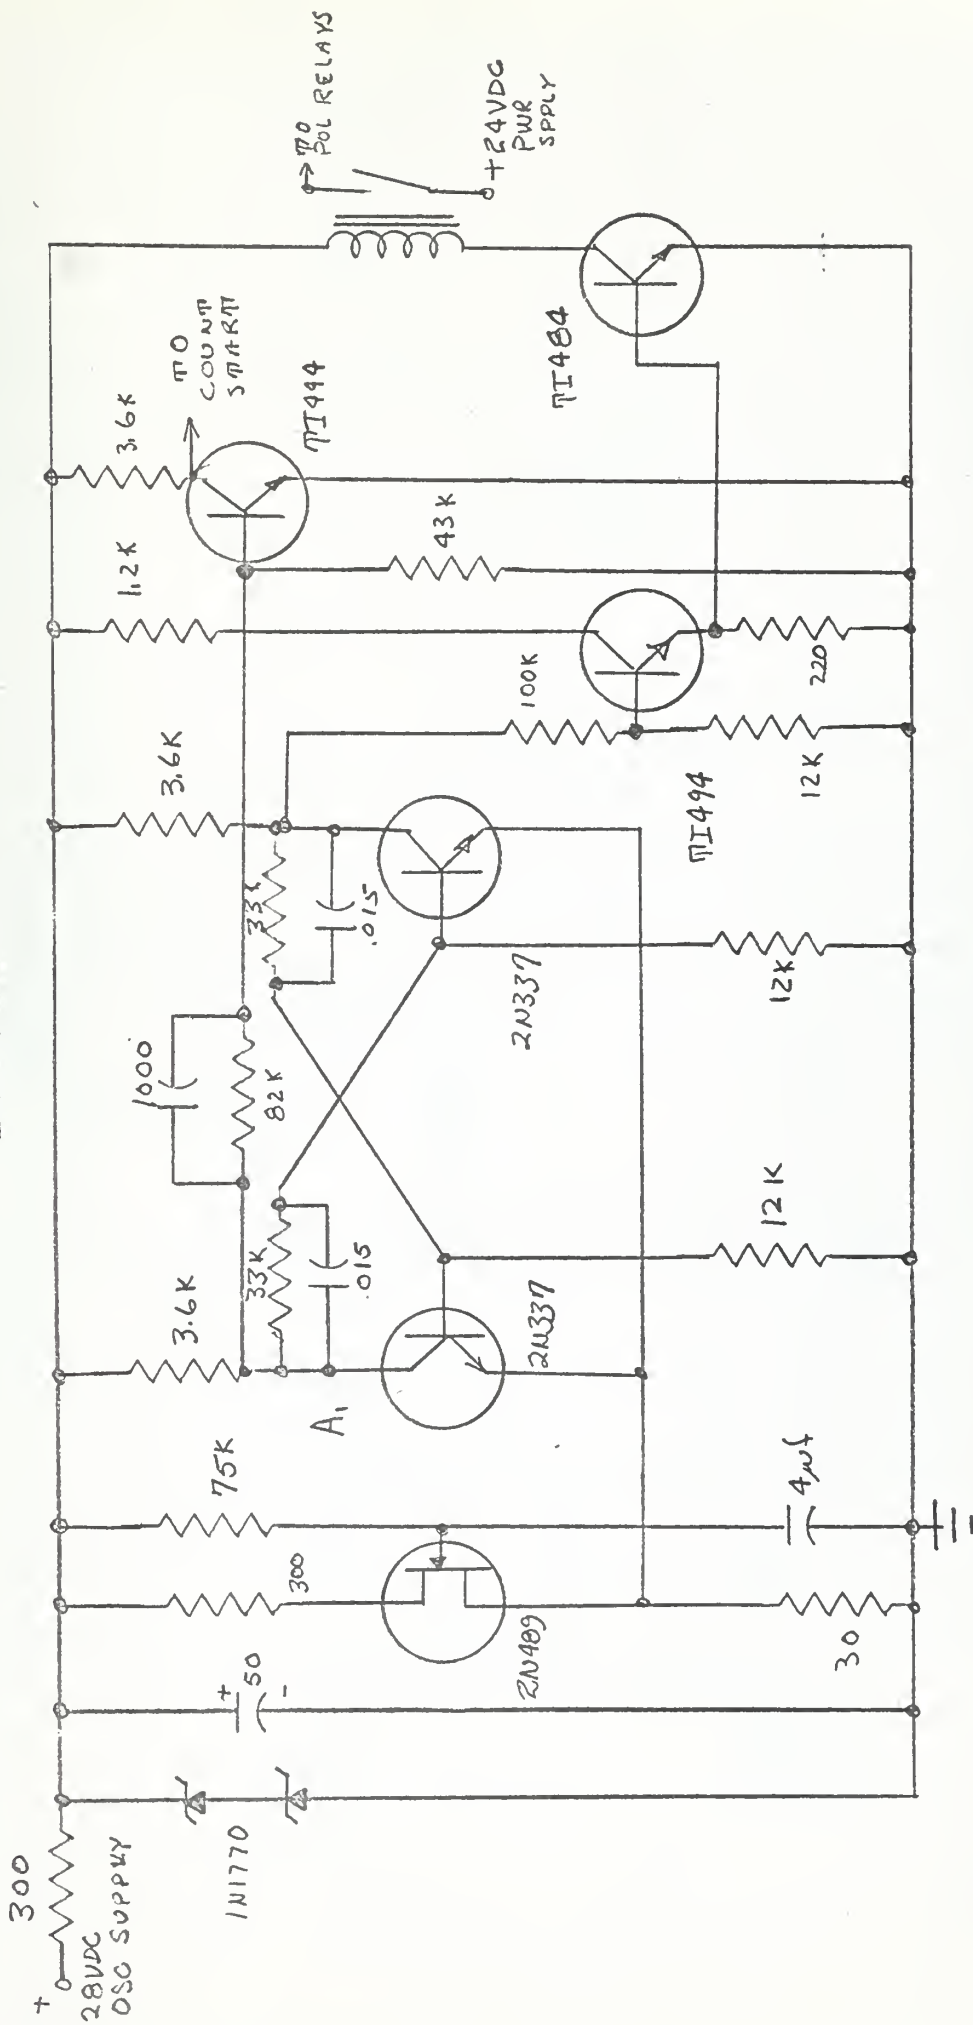 300
+
28VDC
OSC SUPPLY
1N1770
+
50
-
300
2N489
30
75K
4µf
3.6K
A1
33K
.015
2N337
12K
1000
82K
33K
.015
2N337
12K
3.6K
100K
TI494
12K
1.2K
220
43K
3.6K
TO
COUNT
START
TI494
TI484
TO
POL RELAYS
+24VDC
PWR
SPPLY